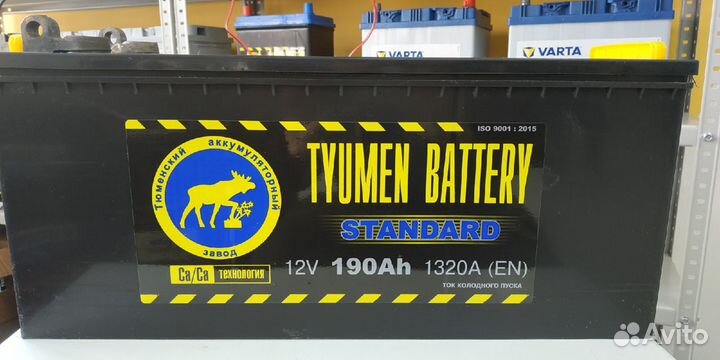 VARTA
VARTA
ISO 9001 : 2015
Тюменский аккумуляторный
завод
TYUMEN BATTERY
STANDARD
Ca/Ca технология
12V 190Ah 1320A (EN)
ТОК ХОЛОДНОГО ПУСКА
Avito